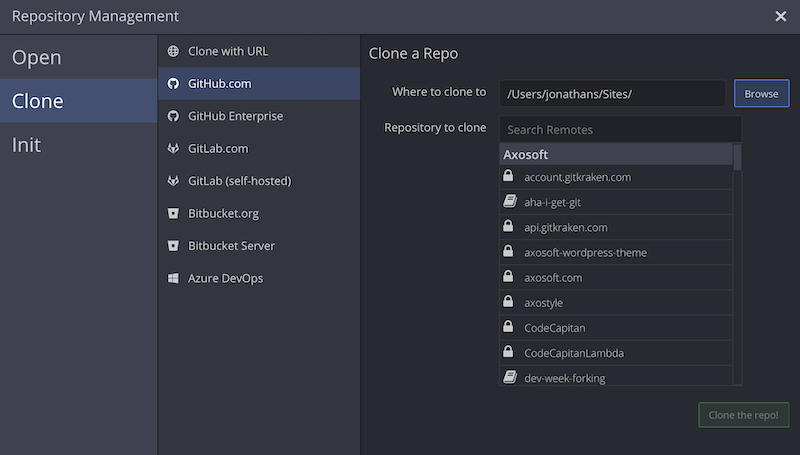 Repository Management
Open
Clone
Init
Clone with URL
GitHub.com
GitHub Enterprise
GitLab.com
GitLab (self-hosted)
Bitbucket.org
Bitbucket Server
Azure DevOps
Clone a Repo
Where to clone to /Users/jonathans/Sites/ Browse
Repository to clone Search Remotes
Axosoft
account.gitkraken.com
aha-i-get-git
api.gitkraken.com
axosoft-wordpress-theme
axosoft.com
axostyle
CodeCapitan
CodeCapitanLambda
dev-week-forking
Clone the repo!